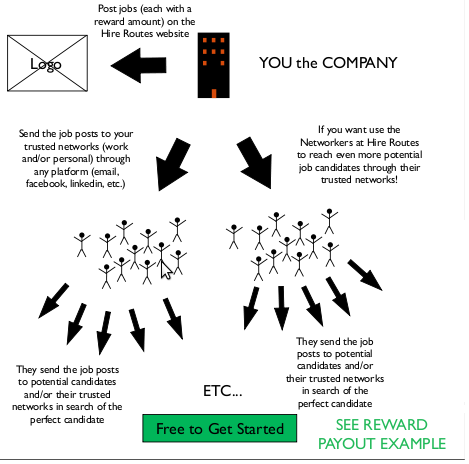 Post jobs (each with a
reward amount) on the
Hire Routes website
Logo
YOU the COMPANY
Send the job posts to your
trusted networks (work
and/or personal) through
any platform (email,
facebook, linkedin, etc.)
If you want use the
Networkers at Hire Routes
to reach even more potential
job candidates through their
trusted networks!
They send the job posts
to potential candidates
and/or their trusted
networks in search of the
perfect candidate
They send the job
posts to potential
candidates and/or
their trusted networks
in search of the
perfect candidate
ETC...
Free to Get Started
SEE REWARD
PAYOUT EXAMPLE